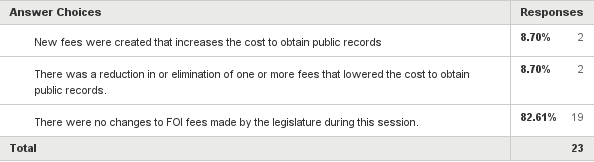 Answer Choices Responses
New fees were created that increases the cost to obtain public records 8.70% 2
There was a reduction in or elimination of one or more fees that lowered the cost to obtain 8.70% 2
public records.
There were no changes to FOI fees made by the legislature during this session. 82.61% 19
Total 23